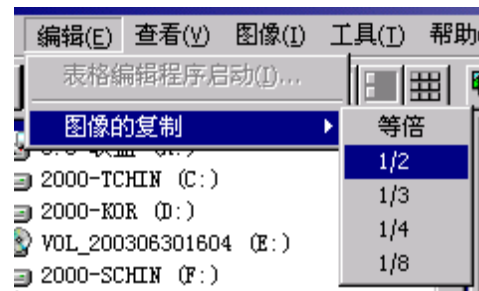 编辑(E) 查看(V) 图像(I) 工具(T) 帮助
表格编辑程序启动(I)...
图像的复制
等倍
1/2
1/3
1/4
1/8
2000-TCHIN (C:)
2000-KOR (D:)
VOL_200306301604 (E:)
2000-SCHIN (F:)